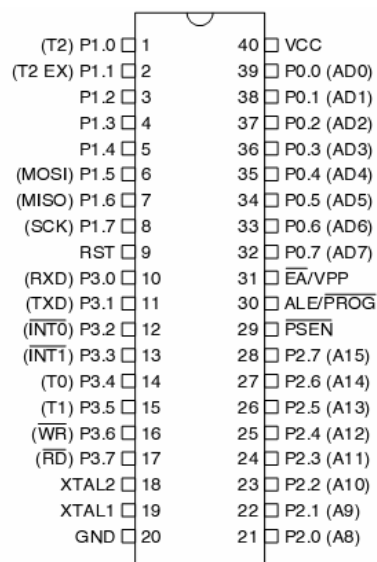 (T2) P1.0 1 40 VCC
(T2 EX) P1.1 2 39 P0.0 (AD0)
P1.2 3 38 P0.1 (AD1)
P1.3 4 37 P0.2 (AD2)
P1.4 5 36 P0.3 (AD3)
(MOSI) P1.5 6 35 P0.4 (AD4)
(MISO) P1.6 7 34 P0.5 (AD5)
(SCK) P1.7 8 33 P0.6 (AD6)
RST 9 32 P0.7 (AD7)
(RXD) P3.0 10 31 E̅A̅/VPP
(TXD) P3.1 11 30 ALE/P̅R̅O̅G̅
(I̅N̅T̅0̅) P3.2 12 29 P̅S̅E̅N̅
(I̅N̅T̅1̅) P3.3 13 28 P2.7 (A15)
(T0) P3.4 14 27 P2.6 (A14)
(T1) P3.5 15 26 P2.5 (A13)
(W̅R̅) P3.6 16 25 P2.4 (A12)
(R̅D̅) P3.7 17 24 P2.3 (A11)
XTAL2 18 23 P2.2 (A10)
XTAL1 19 22 P2.1 (A9)
GND 20 21 P2.0 (A8)